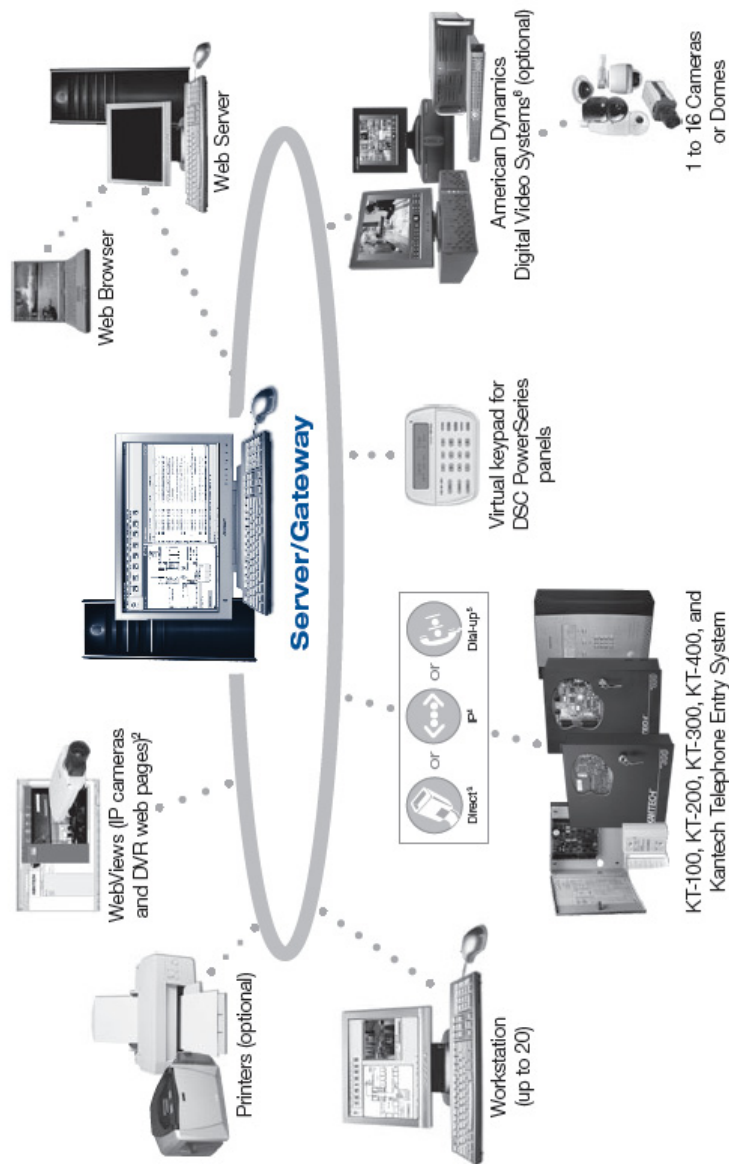 Web Browser
Web Server
Server/Gateway
WebViews (IP cameras
and DVR web pages)²
Printers (optional)
Workstation
(up to 20)
Direct³
or
IP⁴
or
Dial-up⁵
KT-100, KT-200, KT-300, KT-400, and
Kantech Telephone Entry System
KANTECH
Virtual keypad for
DSC PowerSeries
panels
American Dynamics
Digital Video Systems⁶ (optional)
1 to 16 Cameras
or Domes